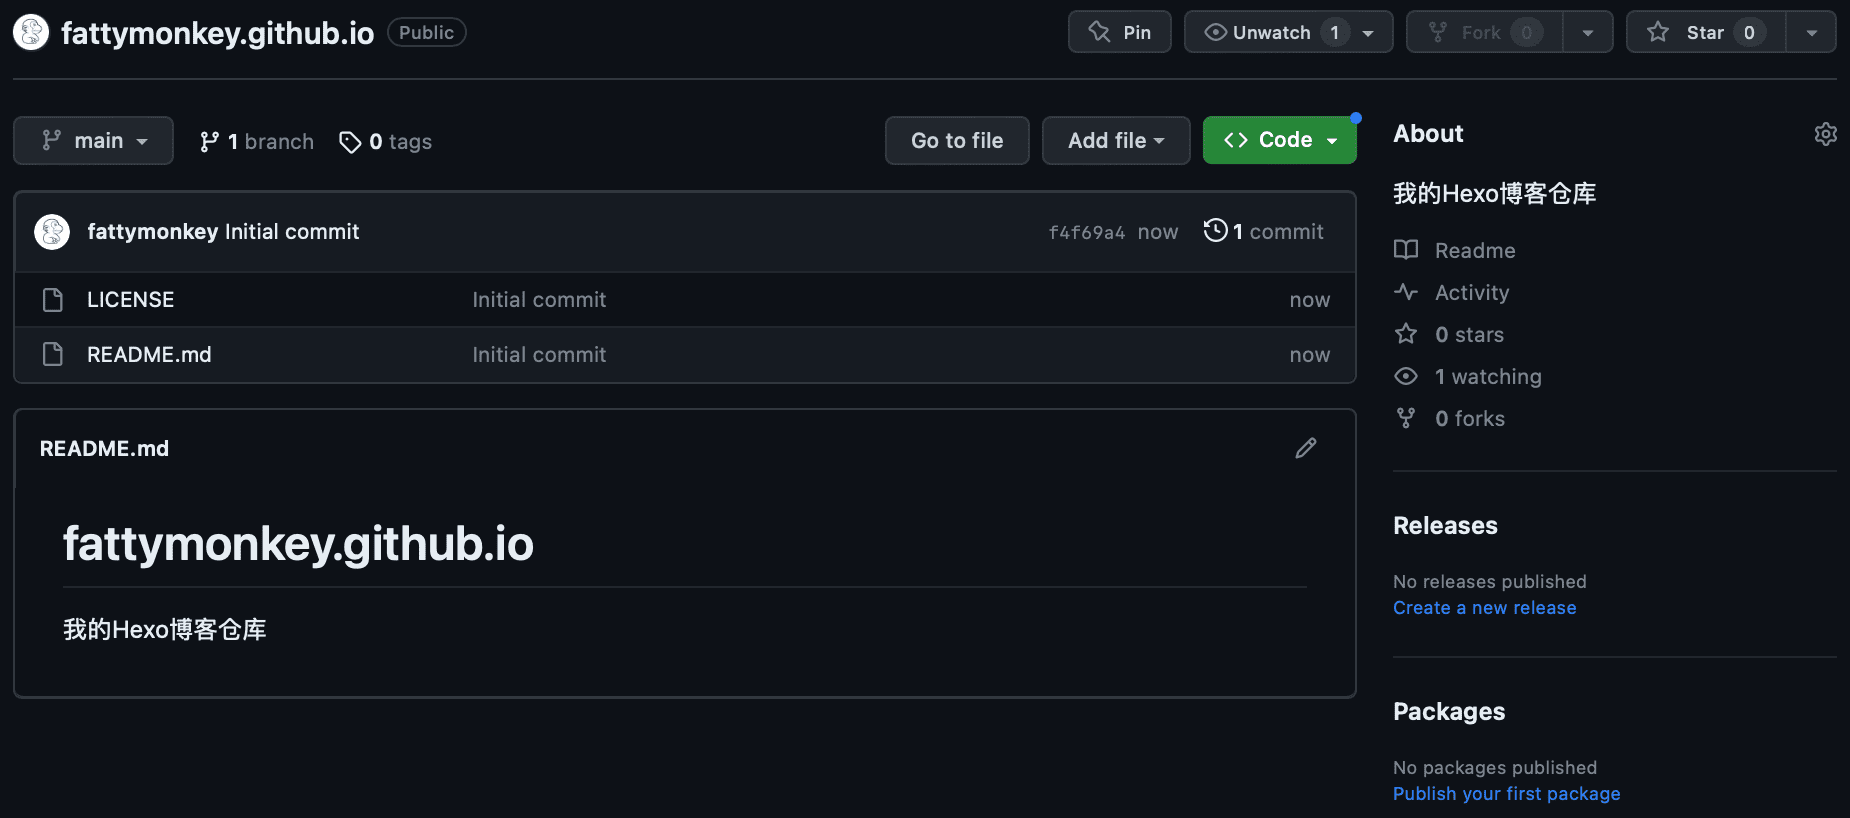 fattymonkey.github.io Public Pin Unwatch 1 Fork 0 Star 0
main 1 branch 0 tags Go to file Add file Code
fattymonkey Initial commit f4f69a4 now 1 commit
LICENSE Initial commit now
README.md Initial commit now
README.md
fattymonkey.github.io
我的Hexo博客仓库
About
我的Hexo博客仓库
Readme
Activity
0 stars
1 watching
0 forks
Releases
No releases published
Create a new release
Packages
No packages published
Publish your first package